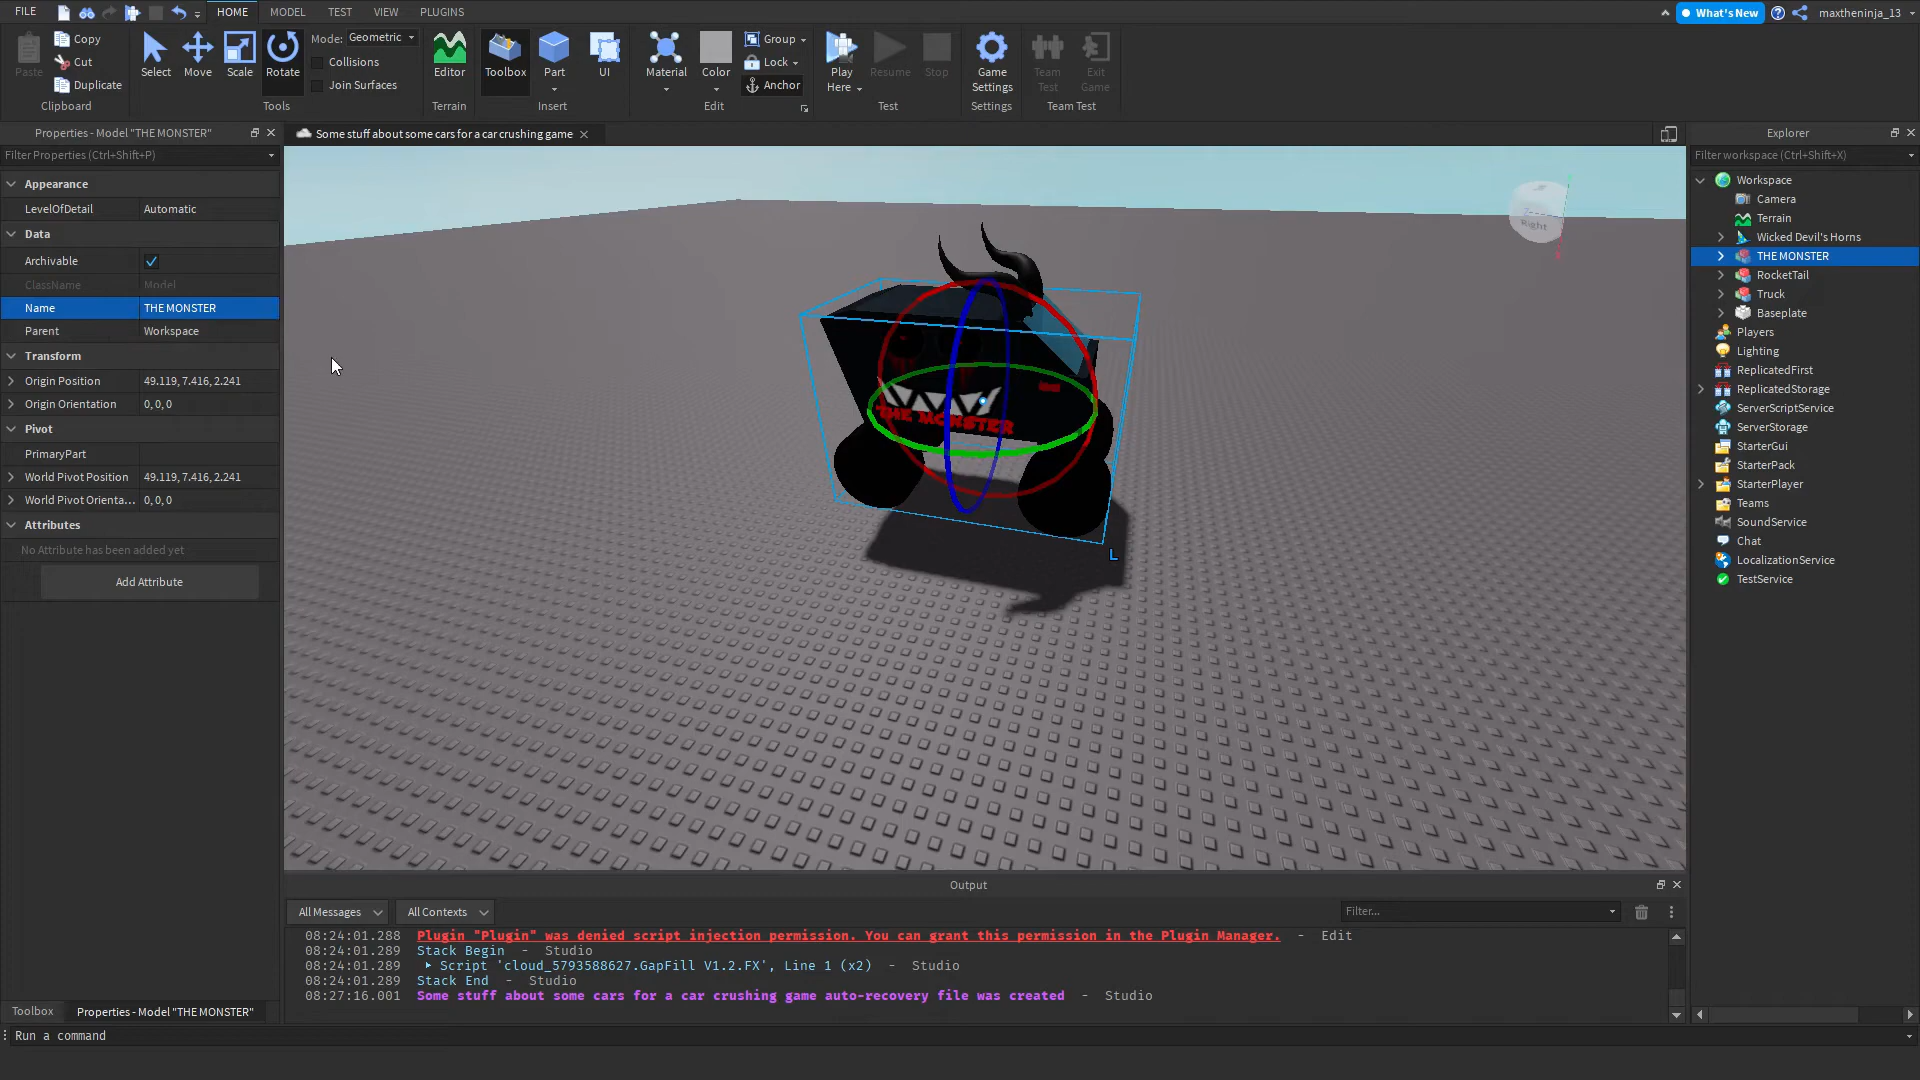 FILE
HOME
MODEL
TEST
VIEW
PLUGINS
What's New
maxtheninja_13
Paste
Copy
Cut
Duplicate
Clipboard
Select
Move
Scale
Rotate
Mode: Geometric
Collisions
Join Surfaces
Tools
Editor
Terrain
Toolbox
Part
UI
Insert
Material
Color
Group
Lock
Anchor
Edit
Play
Here
Resume
Stop
Test
Game
Settings
Settings
Team
Test
Exit
Game
Team Test
Properties - Model "THE MONSTER"
Filter Properties (Ctrl+Shift+P)
Appearance
LevelOfDetail Automatic
Data
Archivable
ClassName Model
Name THE MONSTER
Parent Workspace
Transform
Origin Position 49.119, 7.416, 2.241
Origin Orientation 0, 0, 0
Pivot
PrimaryPart
World Pivot Position 49.119, 7.416, 2.241
World Pivot Orienta... 0, 0, 0
Attributes
No Attribute has been added yet
Add Attribute
Toolbox
Properties - Model "THE MONSTER"
Some stuff about some cars for a car crushing game
Right
THE MONSTER
L
Explorer
Filter workspace (Ctrl+Shift+X)
Workspace
Camera
Terrain
Wicked Devil's Horns
THE MONSTER
RocketTail
Truck
Baseplate
Players
Lighting
ReplicatedFirst
ReplicatedStorage
ServerScriptService
ServerStorage
StarterGui
StarterPack
StarterPlayer
Teams
SoundService
Chat
LocalizationService
TestService
Output
All Messages
All Contexts
Filter...
08:24:01.288 Plugin "Plugin" was denied script injection permission. You can grant this permission in the Plugin Manager. - Edit
08:24:01.289 Stack Begin - Studio
08:24:01.289 Script 'cloud_5793588627.GapFill V1.2.FX', Line 1 (x2) - Studio
08:24:01.289 Stack End - Studio
08:27:16.001 Some stuff about some cars for a car crushing game auto-recovery file was created - Studio
Run a command